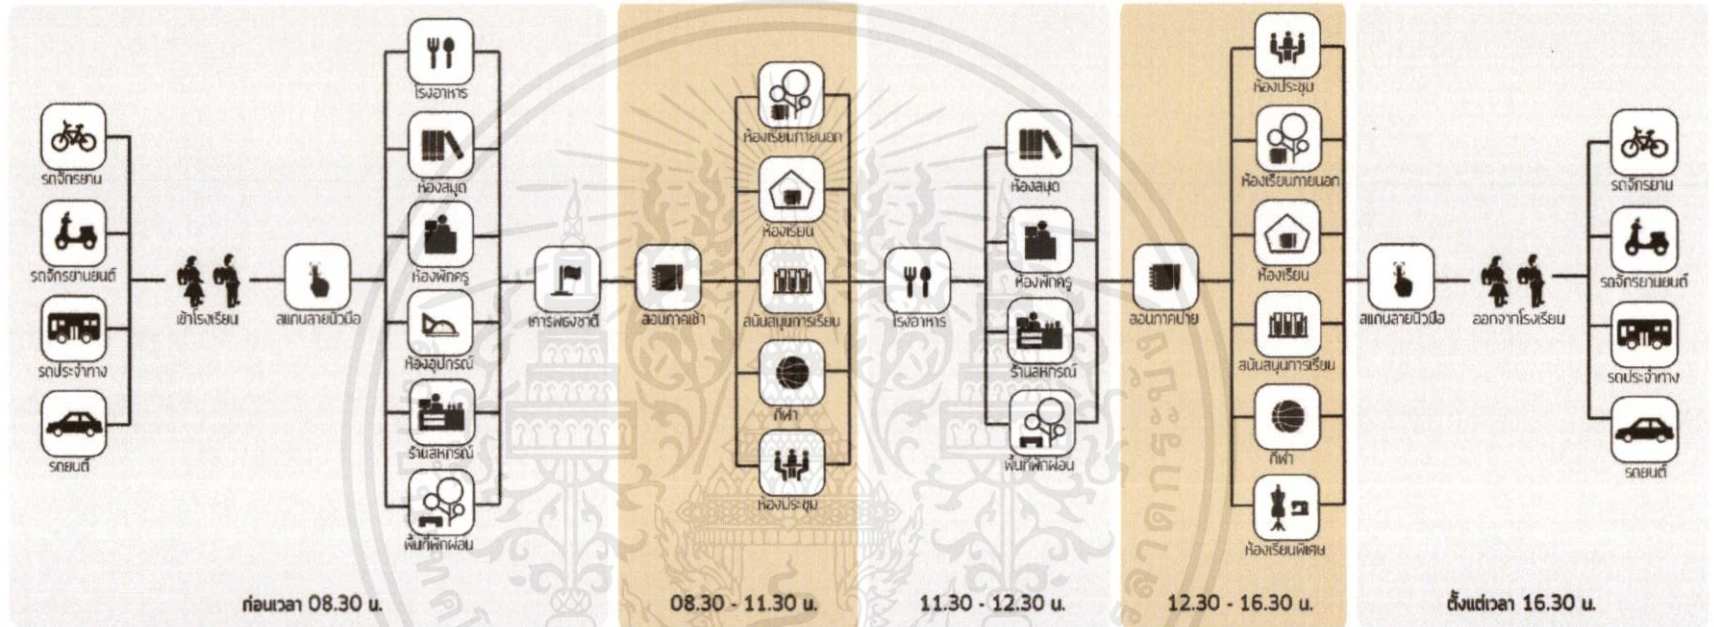 รถจักรยาน
รถจักรยานยนต์
รถประจำทาง
รถยนต์
เข้าโรงเรียน
สแกนลายนิ้วมือ
โรงอาหาร
ห้องสมุด
ห้องพักครู
ห้องอุปกรณ์
ร้านสหกรณ์
พื้นที่พักผ่อน
เคารพธงชาติ
ก่อนเวลา 08.30 น.
สอนภาคเช้า
ห้องเรียนภายนอก
ห้องเรียน
สนับสนุนการเรียน
กีฬา
ห้องประชุม
08.30 - 11.30 น.
โรงอาหาร
ห้องสมุด
ห้องพักครู
ร้านสหกรณ์
พื้นที่พักผ่อน
11.30 - 12.30 น.
สอนภาคบ่าย
ห้องประชุม
ห้องเรียนภายนอก
ห้องเรียน
สนับสนุนการเรียน
กีฬา
ห้องเรียนพิเศษ
12.30 - 16.30 น.
สแกนลายนิ้วมือ
ออกจากโรงเรียน
รถจักรยาน
รถจักรยานยนต์
รถประจำทาง
รถยนต์
ตั้งแต่เวลา 16.30 น.